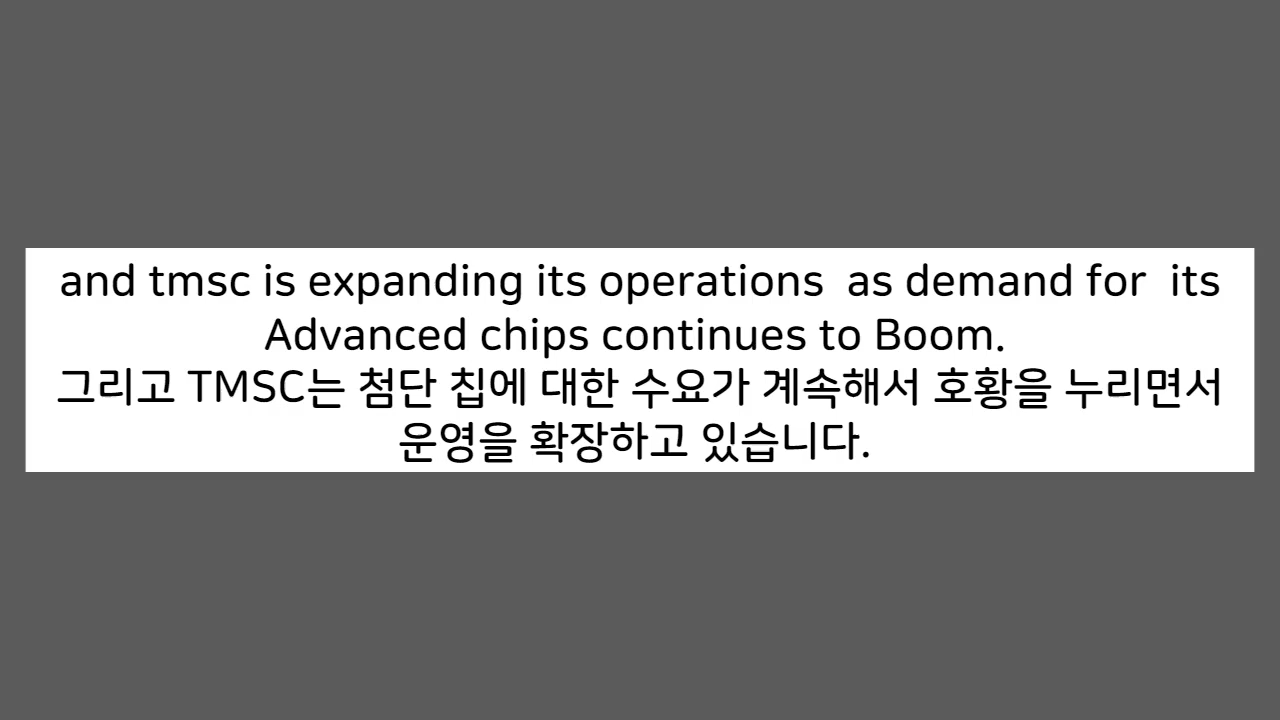 and tmsc is expanding its operations  as demand for  its
Advanced chips continues to Boom.
그리고 TMSC는 첨단 칩에 대한 수요가 계속해서 호황을 누리면서
운영을 확장하고 있습니다.